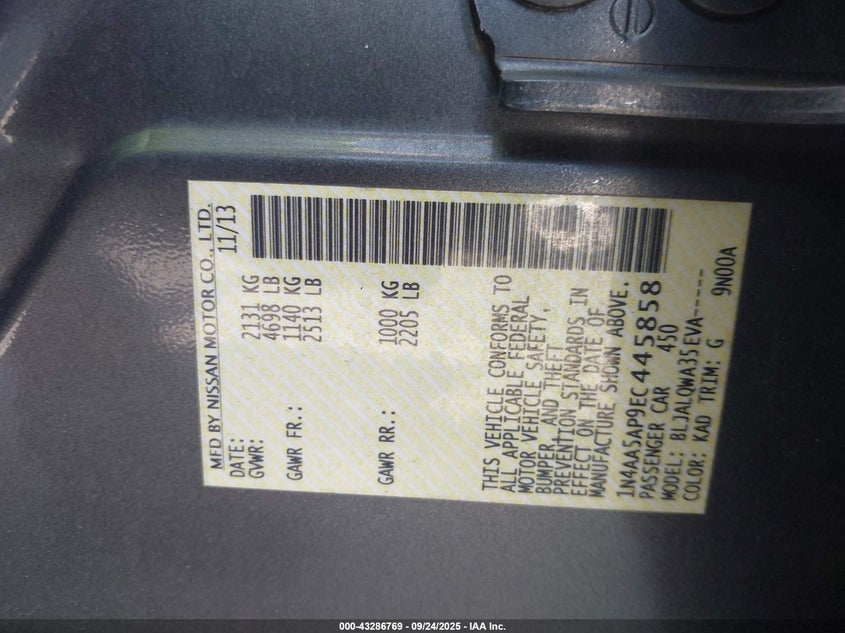 MFD BY NISSAN MOTOR CO., LTD.
DATE: 11/13
GVWR: 2131 KG
4698 LB
GAWR FR.: 1140 KG
2513 LB
GAWR RR.: 1000 KG
2205 LB
THIS VEHICLE CONFORMS TO
ALL APPLICABLE FEDERAL
MOTOR VEHICLE SAFETY,
BUMPER, AND THEFT
PREVENTION STANDARDS IN
EFFECT ON THE DATE OF
MANUFACTURE SHOWN ABOVE.
1N4AA5AP9EC445858
PASSENGER CAR 450
MODEL: BLJALQWA35EVA-----
COLOR: KAD TRIM: G 9N00A
000-43286769 - 09/24/2025 - IAA Inc.